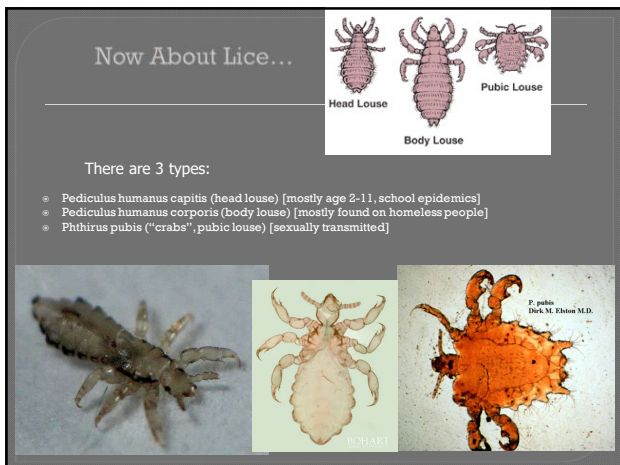 Now About Lice…
Head Louse
Body Louse
Pubic Louse
There are 3 types:
Pediculus humanus capitis (head louse) [mostly age 2-11, school epidemics]
Pediculus humanus corporis (body louse) [mostly found on homeless people]
Phthirus pubis (“crabs”, pubic louse) [sexually transmitted]
BOHART
P. pubis
Dirk M. Elston M.D.